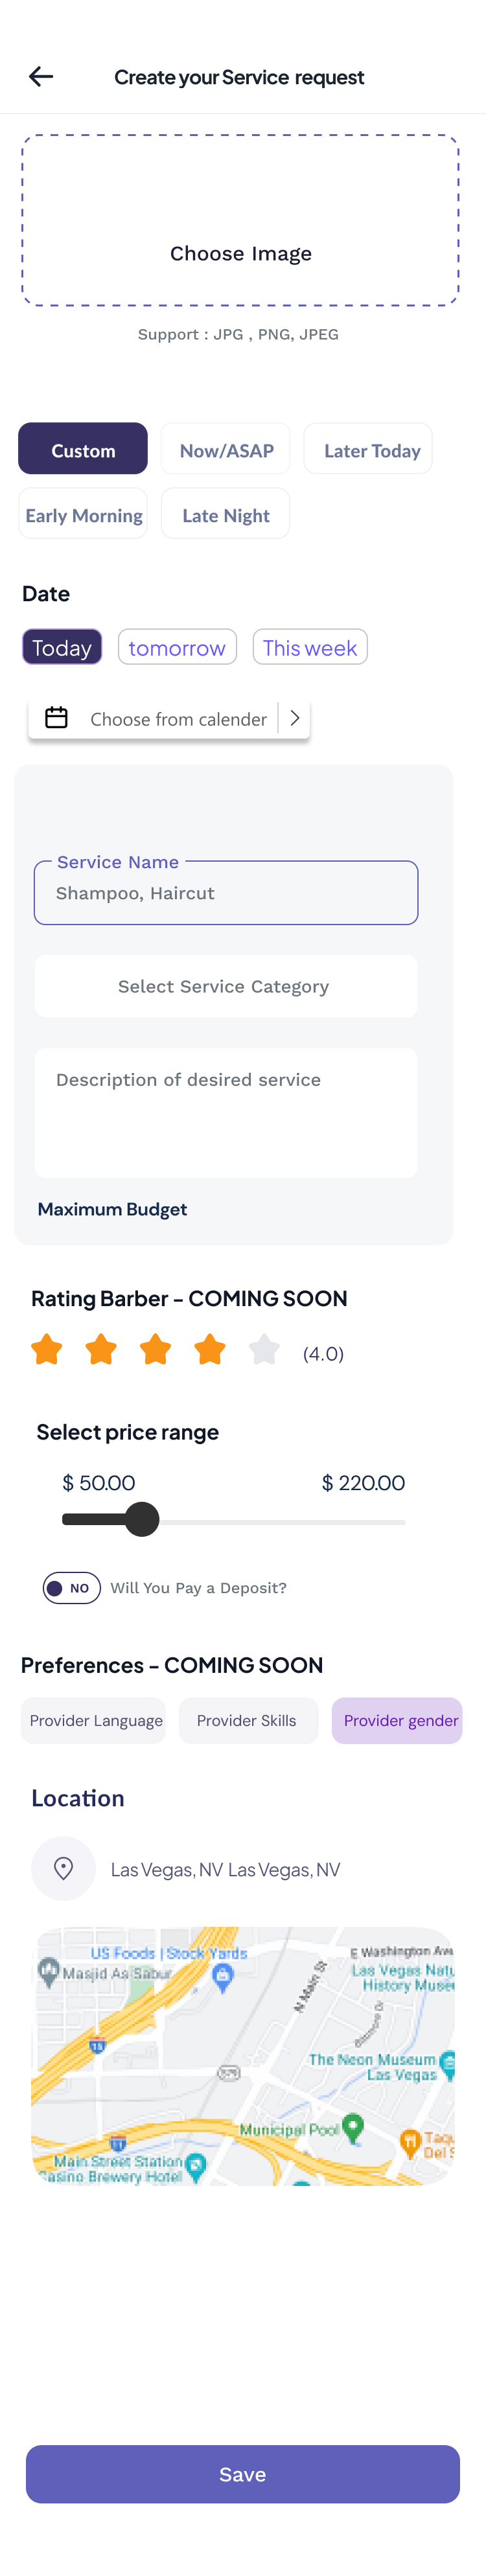 Create your Service request
Choose Image
Support : JPG , PNG, JPEG
Custom
Now/ASAP
Later Today
Early Morning
Late Night
Date
Today
tomorrow
This week
Choose from calender
Service Name
Shampoo, Haircut
Select Service Category
Description of desired service
Maximum Budget
Rating Barber - COMING SOON
(4.0)
Select price range
$ 50.00
$ 220.00
NO
Will You Pay a Deposit?
Preferences - COMING SOON
Provider Language
Provider Skills
Provider gender
Location
Las Vegas, NV Las Vegas, NV
US Foods | Stock Yards
E Washington Ave
Masjid As Sabur
Las Vegas Natu
History Muse
N Main St
15
The Neon Museum
Las Vegas
Municipal Pool
Taqu
Del S
Main Street Station
Casino Brewery Hotel
Save